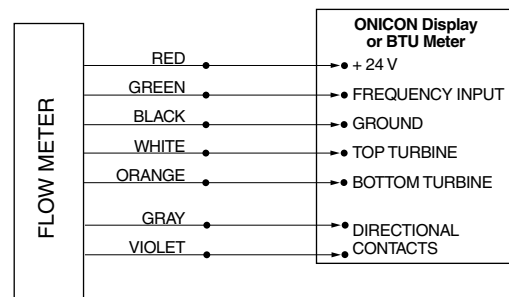 ONICON Display
or BTU Meter
FLOW METER
RED
+ 24 V
GREEN
FREQUENCY INPUT
BLACK
GROUND
WHITE
TOP TURBINE
ORANGE
BOTTOM TURBINE
GRAY
DIRECTIONAL
CONTACTS
VIOLET